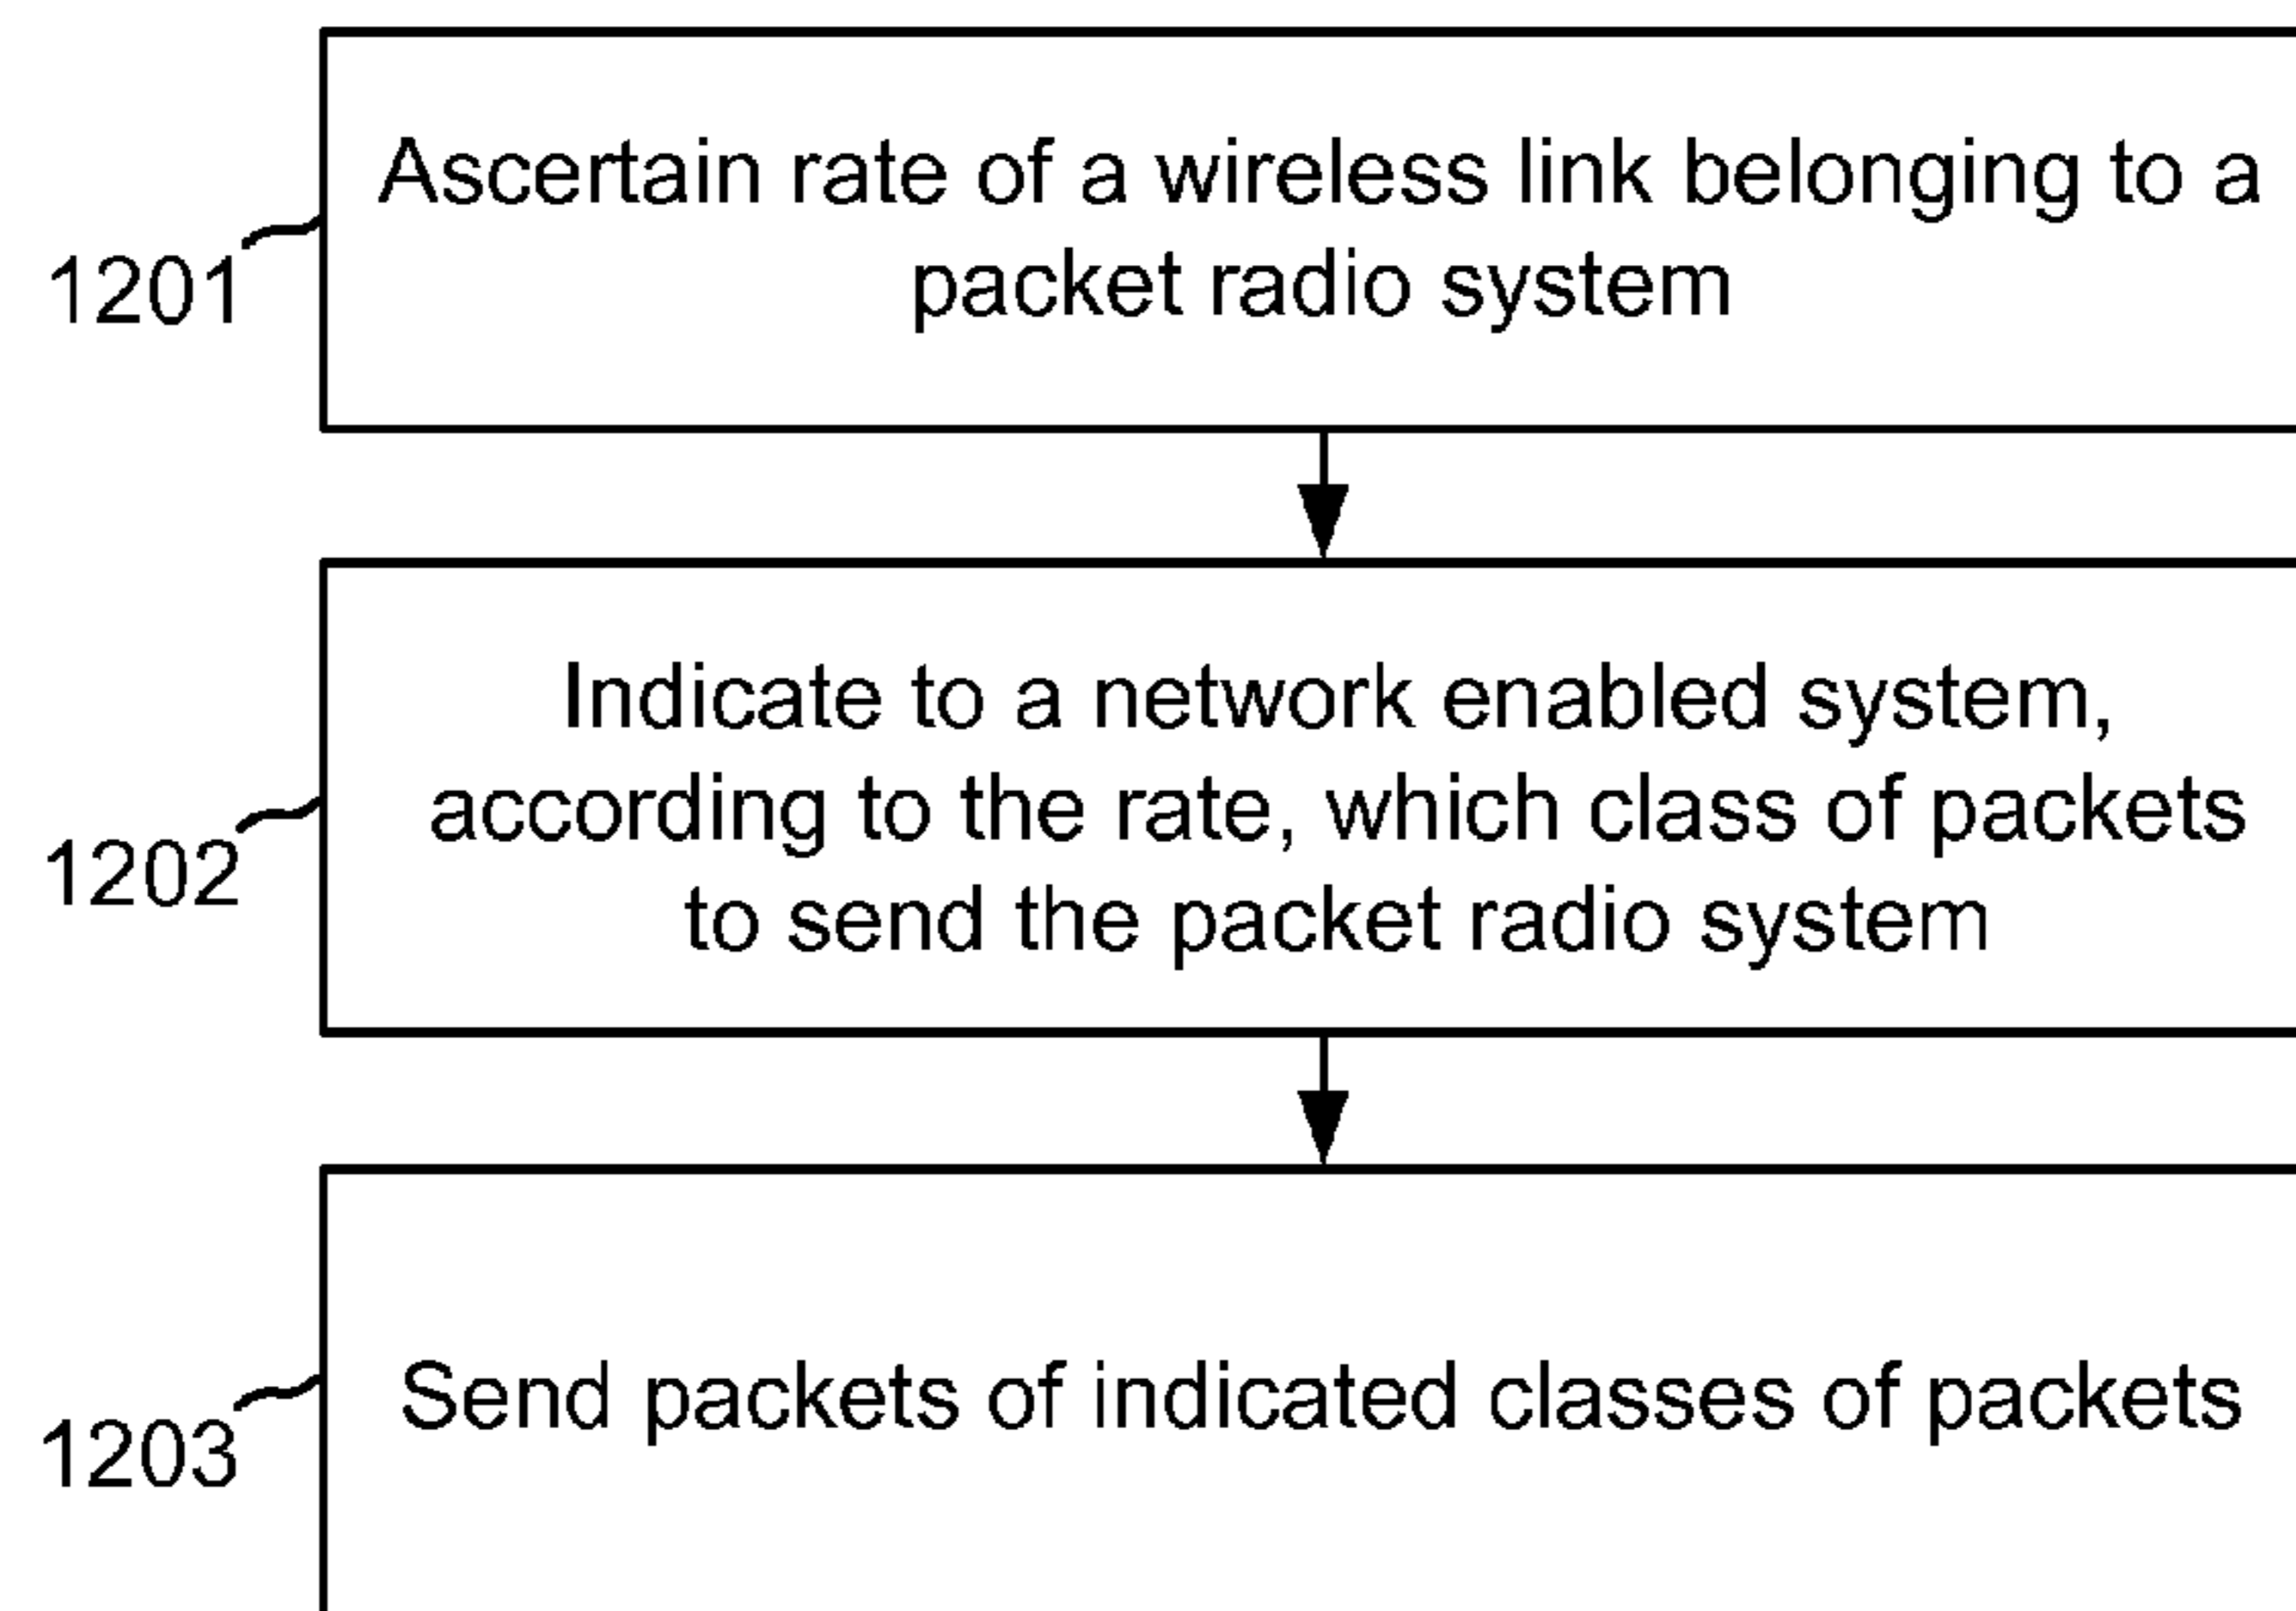 Ascertain rate of a wireless link belonging to a
packet radio system
1201
Indicate to a network enabled system,
according to the rate, which class of packets
to send the packet radio system
1202
Send packets of indicated classes of packets
1203